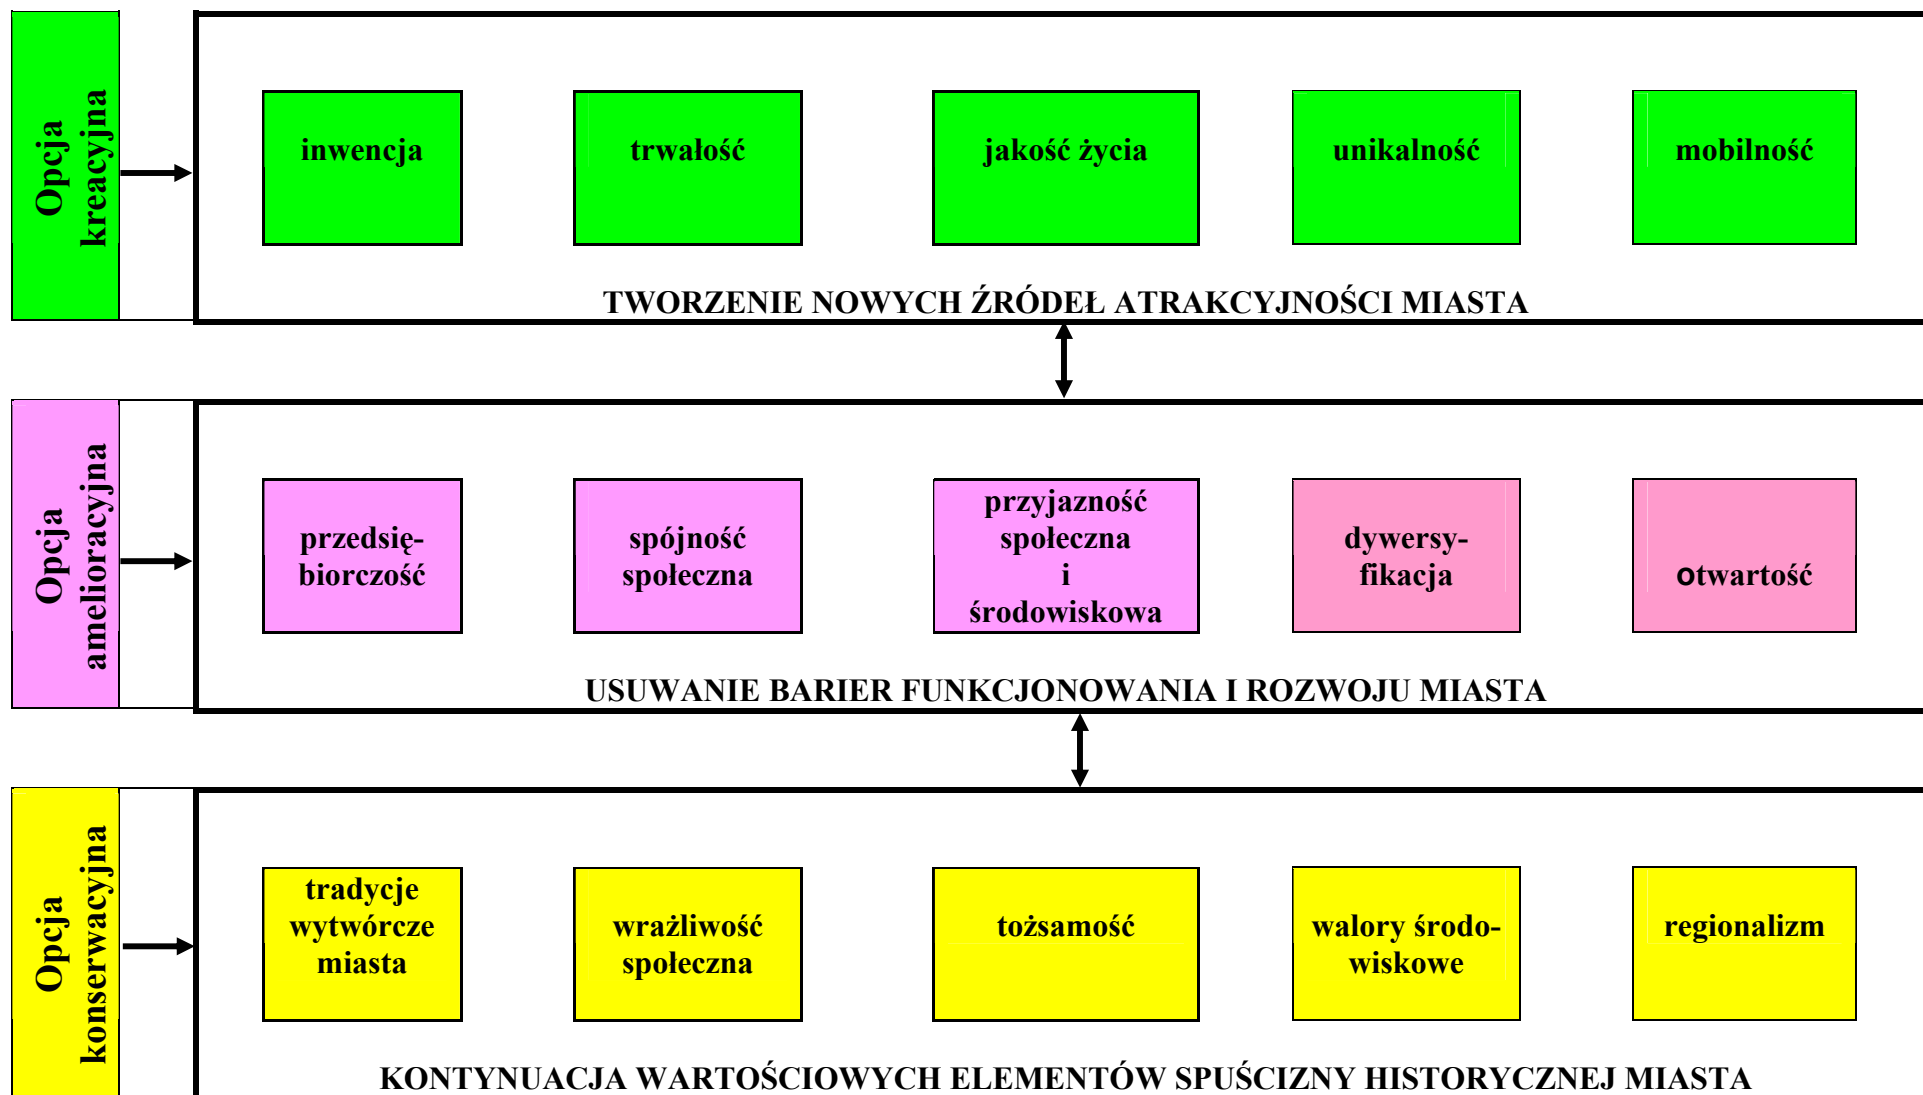 Opcja
kreacyjna
inwencja
trwałość
jakość życia
unikalność
mobilność
TWORZENIE NOWYCH ŹRÓDEŁ ATRAKCYJNOŚCI MIASTA
Opcja
amelioracyjna
przedsię-
biorczość
spójność
społeczna
przyjazność
społeczna
i
środowiskowa
dywersy-
fikacja
otwartość
USUWANIE BARIER FUNKCJONOWANIA I ROZWOJU MIASTA
Opcja
konserwacyjna
tradycje
wytwórcze
miasta
wrażliwość
społeczna
tożsamość
walory środo-
wiskowe
regionalizm
KONTYNUACJA WARTOŚCIOWYCH ELEMENTÓW SPUŚCIZNY HISTORYCZNEJ MIASTA